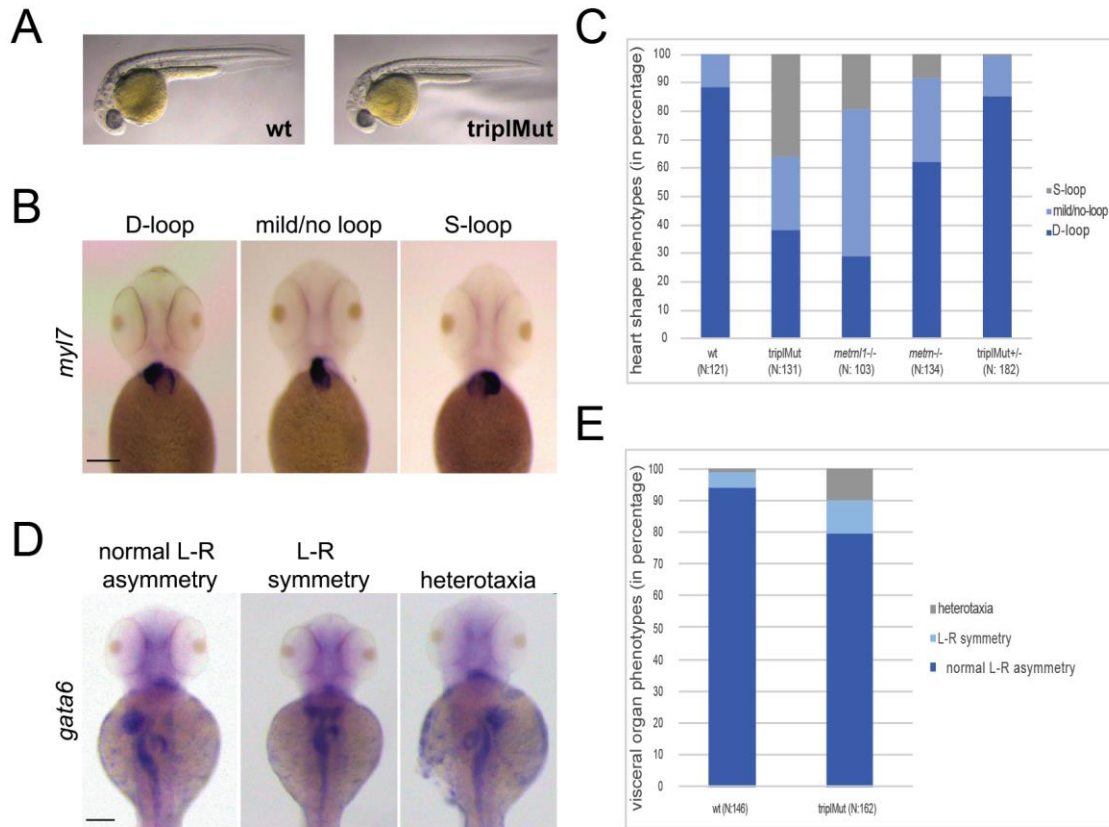 A
wt
triplMut
B
D-loop
mild/no loop
S-loop
myl7
C
heart shape phenotypes (in percentage)
100
90
80
70
60
50
40
30
20
10
0
wt
(N:121)
triplMut
(N:131)
metrnl1-/-
(N: 103)
metrn-/-
(N:134)
triplMut+/-
(N: 182)
S-loop
mild/no-loop
D-loop
D
normal L-R
asymmetry
L-R
symmetry
heterotaxia
gata6
E
visceral organ phenotypes (in percentage)
100
90
80
70
60
50
40
30
20
10
0
wt (N:146)
triplMut (N:162)
heterotaxia
L-R symmetry
normal L-R asymmetry